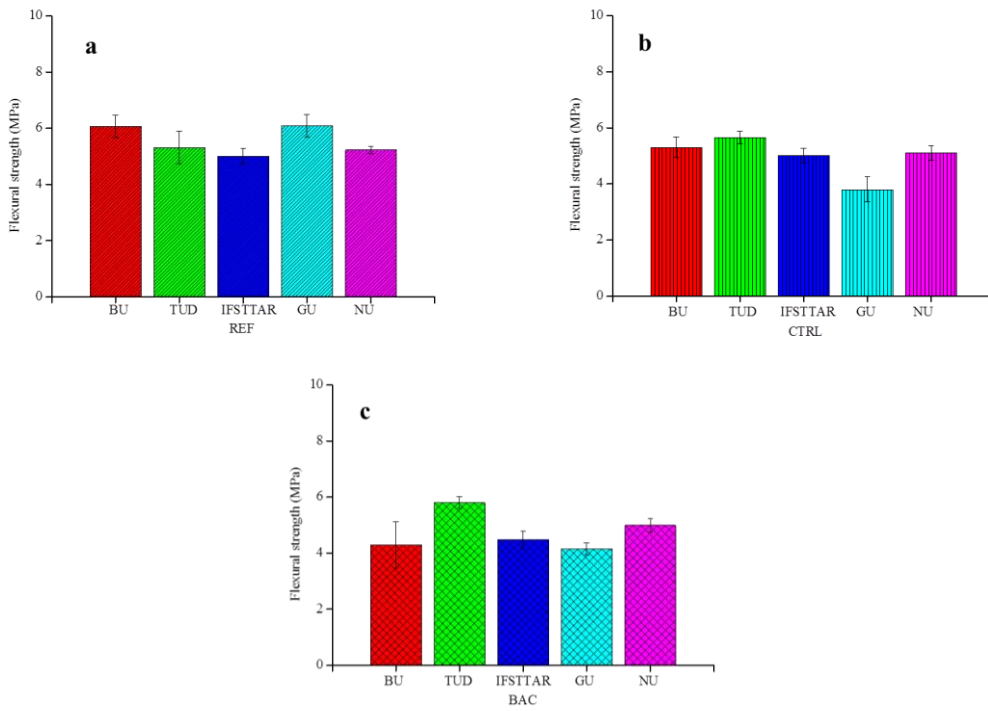 a
Flexural strength (MPa)
10
8
6
4
2
0
BU TUD IFSTTAR GU NU
REF
b
Flexural strength (MPa)
10
8
6
4
2
0
BU TUD IFSTTAR GU NU
CTRL
c
Flexural strength (MPa)
10
8
6
4
2
0
BU TUD IFSTTAR GU NU
BAC